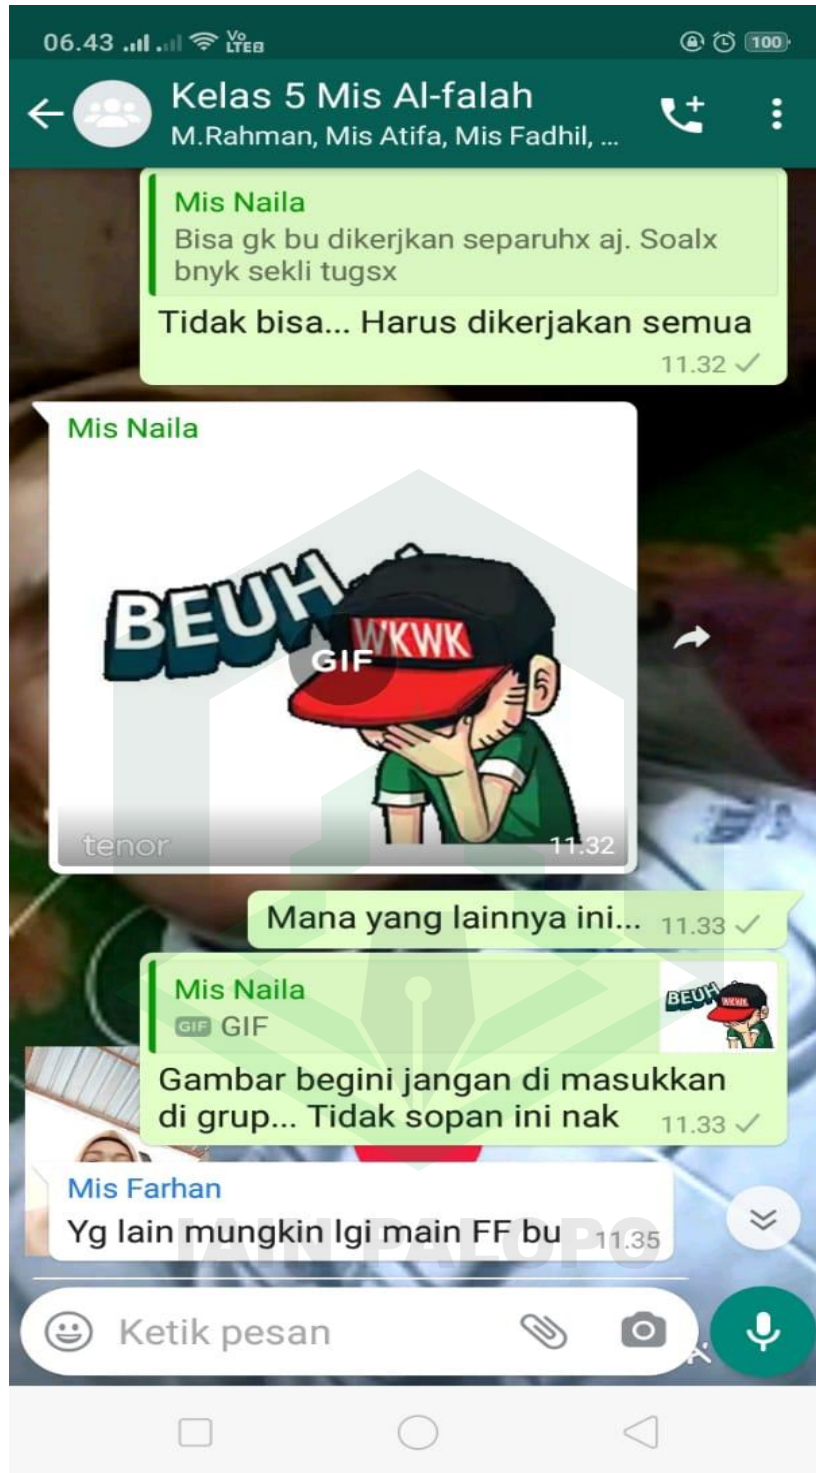 06.43 VoLTE 100
Kelas 5 Mis Al-falah
M.Rahman, Mis Atifa, Mis Fadhil, ...
Mis Naila
Bisa gk bu dikerjkan separuhx aj. Soalx
bnyk sekli tugsx
Tidak bisa... Harus dikerjakan semua
11.32
Mis Naila
BEUH
WKWK
GIF
tenor 11.32
Mana yang lainnya ini... 11.33
Mis Naila
GIF GIF
BEUH
WKWK
Gambar begini jangan di masukkan
di grup... Tidak sopan ini nak 11.33
Mis Farhan
Yg lain mungkin lgi main FF bu 11.35
IAIN PALOPO
Ketik pesan